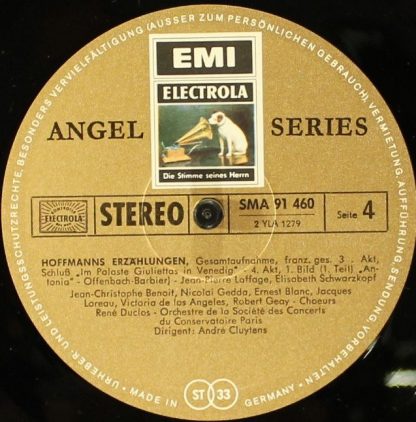 URHEBER- UND LEISTUNGSSCHUTZRECHTE, BESONDERS VERVIELFÄLTIGUNG (AUSSER ZUM PERSÖNLICHEN GEBRAUCH), VERMIETUNG, AUFFÜHRUNG, SENDUNG VORBEHALTEN
EMI
ELECTROLA
Die Stimme seines Herrn
ANGEL SERIES
ELECTROLA
STEREO
SMA 91 460
2 YLA 1279
Seite 4
HOFFMANNS ERZÄHLUNGEN, Gesamtaufnahme, franz. ges. 3. Akt,
Schluß „Im Palaste Giuliettas in Venedig" - 4. Akt, 1. Bild (1. Teil) „An-
tonia" - Offenbach-Barbier) - Jean-Pierre Laffage, Elisabeth Schwarzkopf
Jean-Christophe Benoit, Nicolai Gedda, Ernest Blanc, Jacques
Loreau, Victoria de los Angeles, Robert Geay - Choeurs
René Duclos - Orchestre de la Société des Concerts
du Conservatoire Paris
Dirigent: André Cluytens
MADE IN ST 33 GERMANY